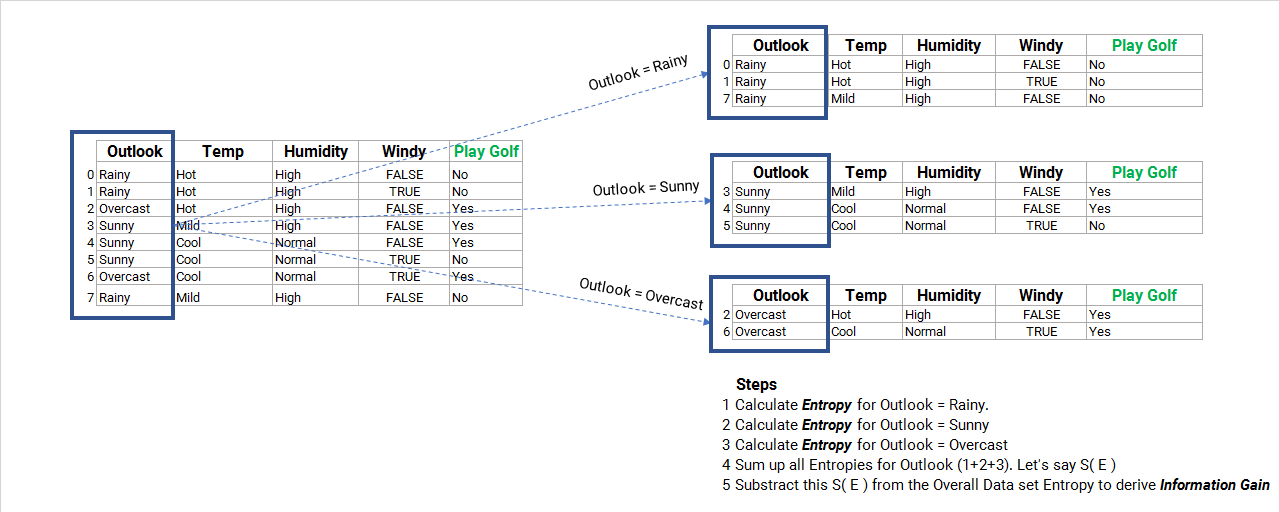 Outlook Temp Humidity Windy Play Golf
0 Rainy Hot High FALSE No
1 Rainy Hot High TRUE No
2 Overcast Hot High FALSE Yes
3 Sunny Mild High FALSE Yes
4 Sunny Cool Normal FALSE Yes
5 Sunny Cool Normal TRUE No
6 Overcast Cool Normal TRUE Yes
7 Rainy Mild High FALSE No
Outlook = Rainy
Outlook Temp Humidity Windy Play Golf
0 Rainy Hot High FALSE No
1 Rainy Hot High TRUE No
7 Rainy Mild High FALSE No
Outlook = Sunny
Outlook Temp Humidity Windy Play Golf
3 Sunny Mild High FALSE Yes
4 Sunny Cool Normal FALSE Yes
5 Sunny Cool Normal TRUE No
Outlook = Overcast
Outlook Temp Humidity Windy Play Golf
2 Overcast Hot High FALSE Yes
6 Overcast Cool Normal TRUE Yes
Steps
1 Calculate Entropy for Outlook = Rainy.
2 Calculate Entropy for Outlook = Sunny
3 Calculate Entropy for Outlook = Overcast
4 Sum up all Entropies for Outlook (1+2+3). Let's say S( E )
5 Substract this S( E ) from the Overall Data set Entropy to derive Information Gain